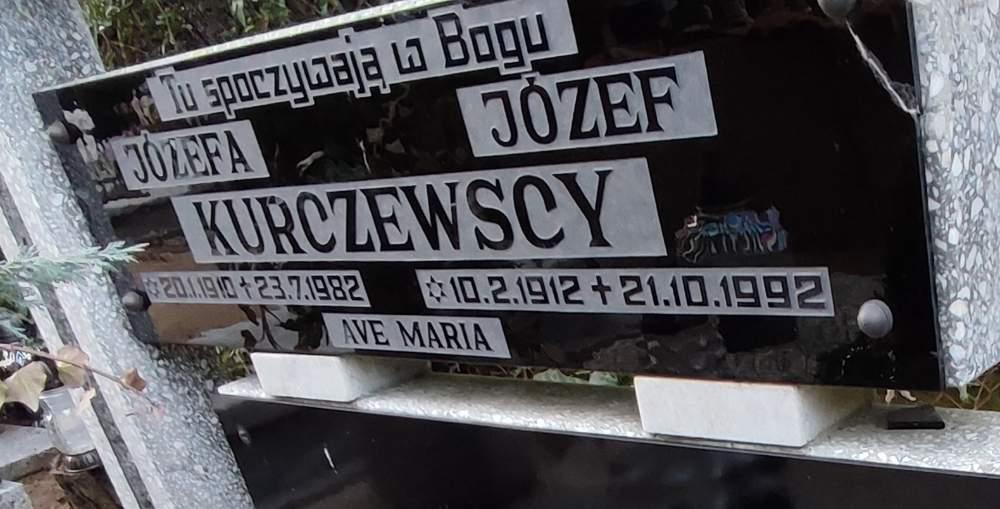 Tu spoczywają w Bogu
JÓZEFA JÓZEF
KURCZEWSCY
✡20.1.1910+23.7.1982 ✡10.2.1912+21.10.1992
AVE MARIA